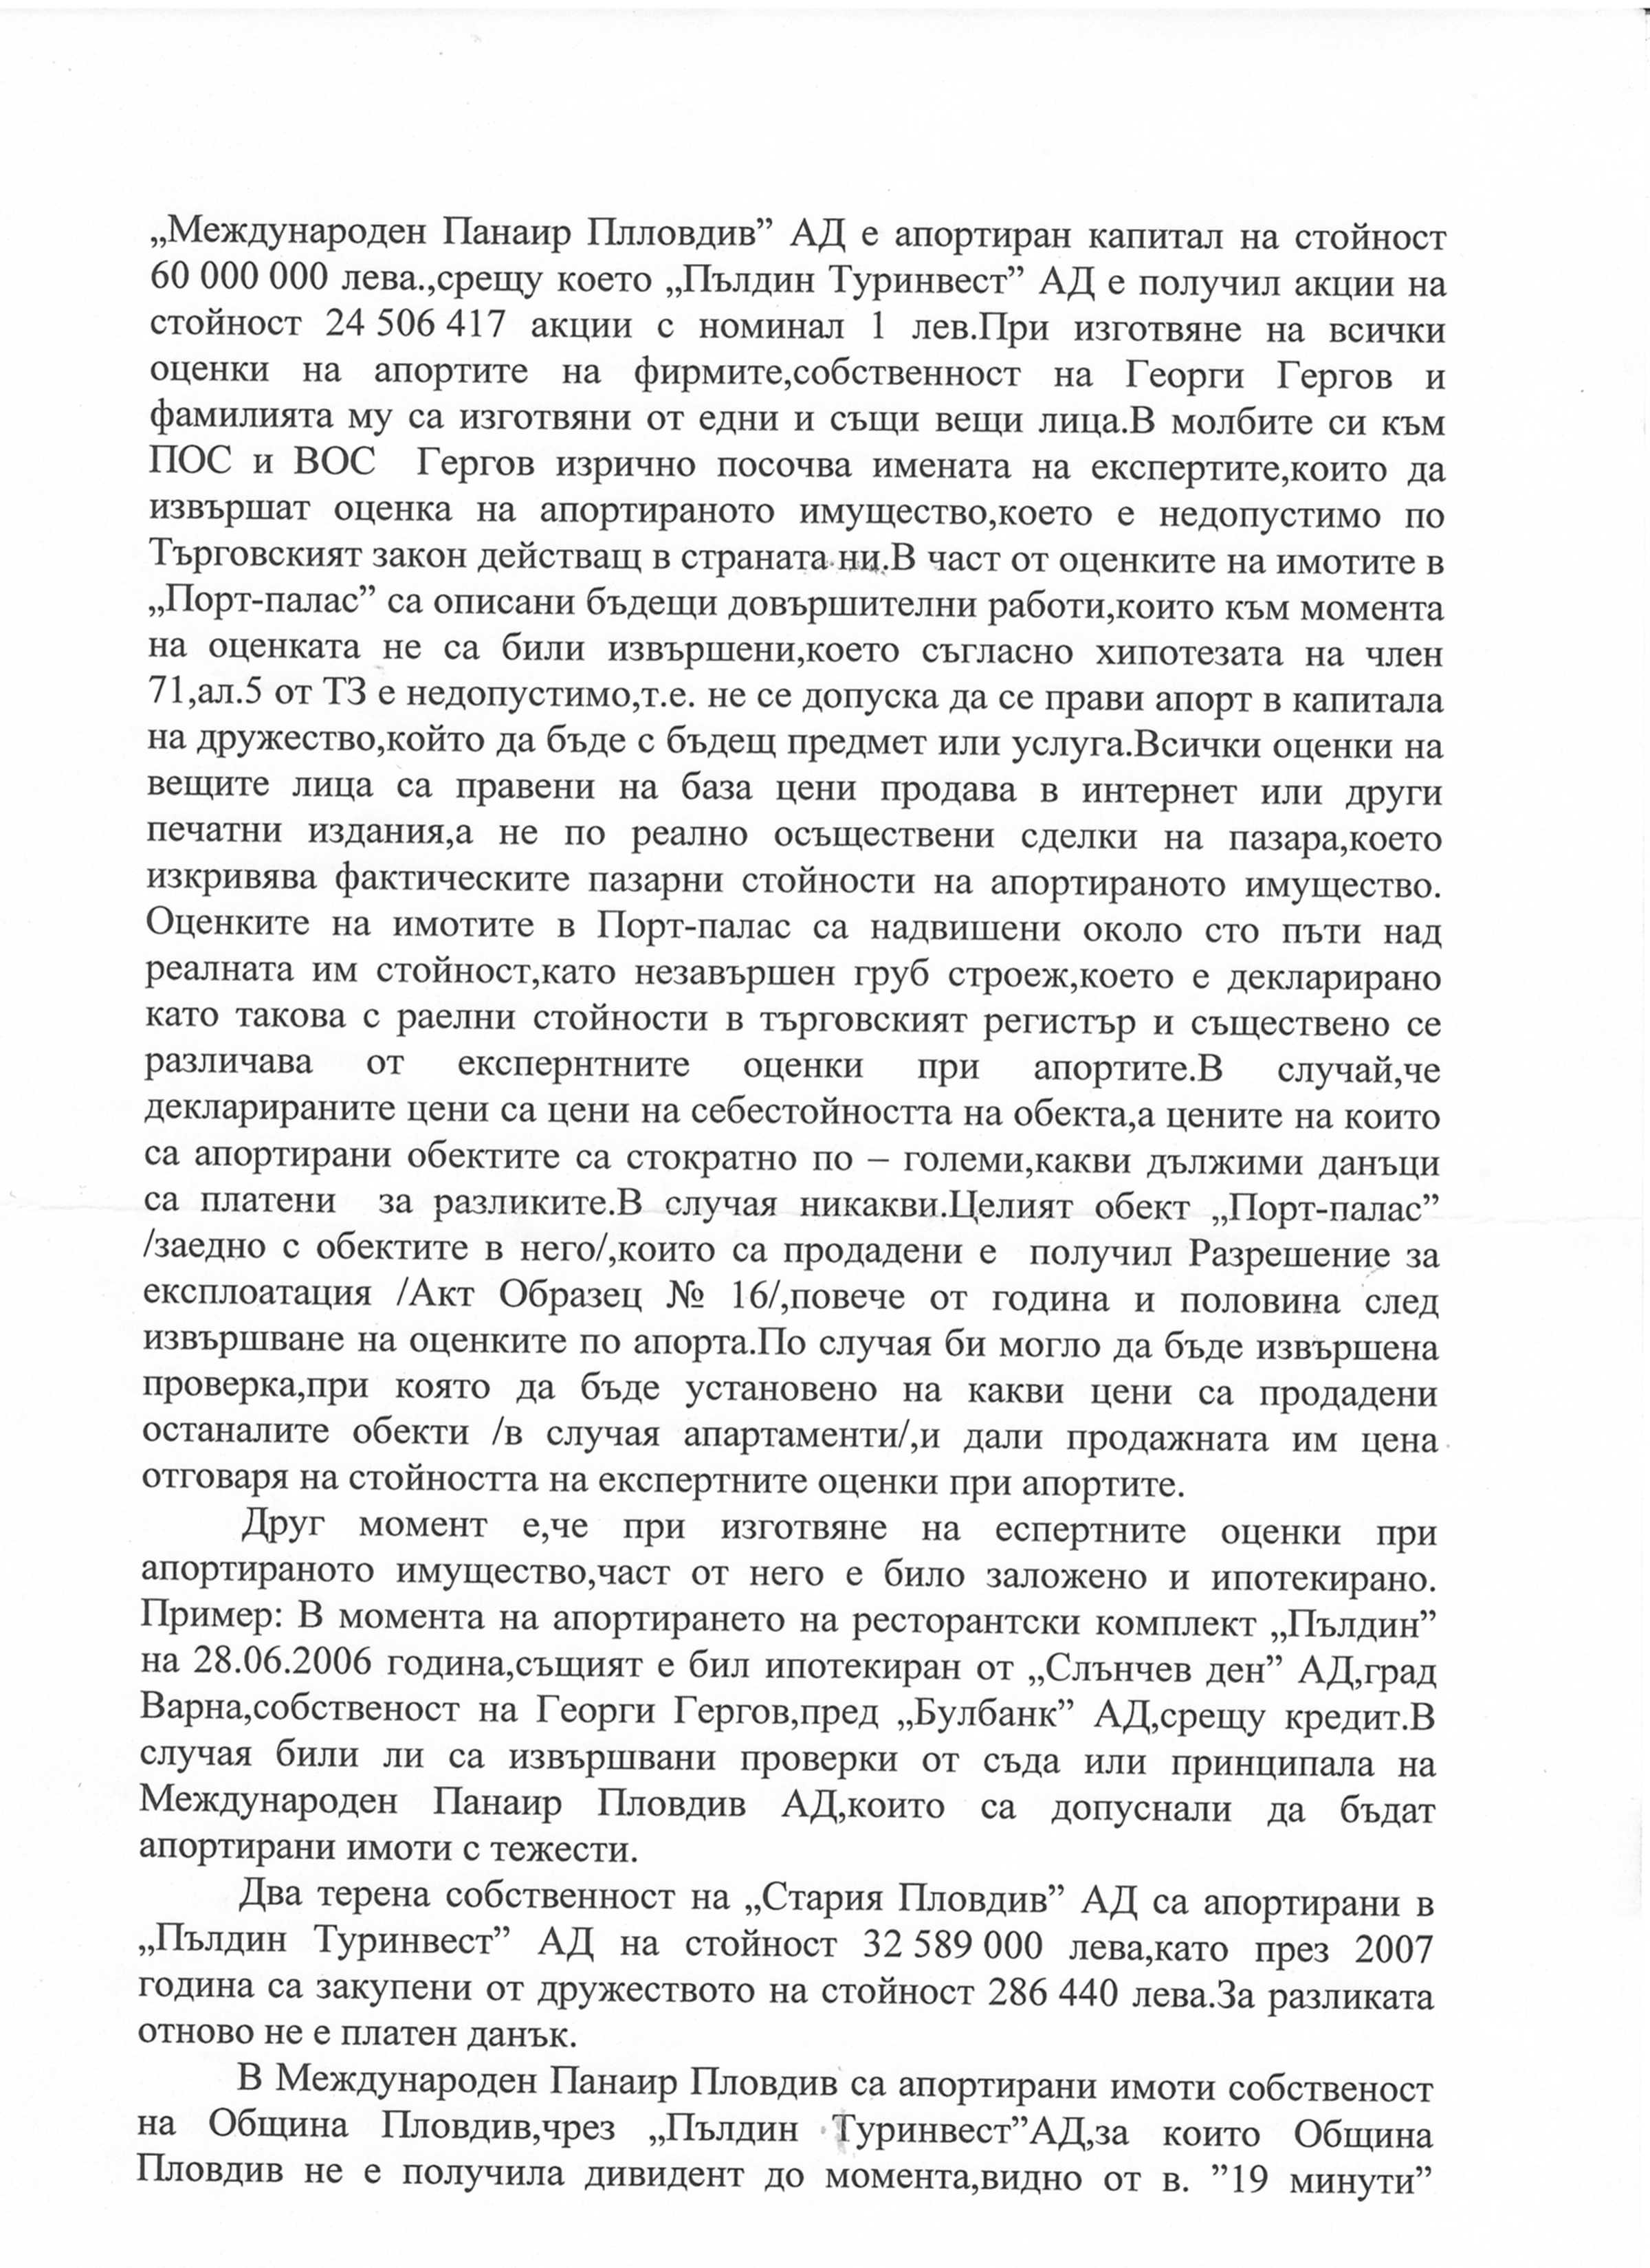 „Международен Панаир Плловдив” АД е апортиран капитал на стойност
60 000 000 лева.,срещу което „Пълдин Туринвест” АД е получил акции на
стойност 24 506 417 акции с номинал 1 лев.При изготвяне на всички
оценки на апортите на фирмите,собственност на Георги Гергов и
фамилията му са изготвяни от едни и същи вещи лица.В молбите си към
ПОС и ВОС Гергов изрично посочва имената на експертите,които да
извършат оценка на апортираното имущество,което е недопустимо по
Търговският закон действащ в страната ни.В част от оценките на имотите в
„Порт-палас” са описани бъдещи довършителни работи,които към момента
на оценката не са били извършени,което съгласно хипотезата на член
71,ал.5 от ТЗ е недопустимо,т.е. не се допуска да се прави апорт в капитала
на дружество,който да бъде с бъдещ предмет или услуга.Всички оценки на
вещите лица са правени на база цени продава в интернет или други
печатни издания,а не по реално осъществени сделки на пазара,което
изкривява фактическите пазарни стойности на апортираното имущество.
Оценките на имотите в Порт-палас са надвишени около сто пъти над
реалната им стойност,като незавършен груб строеж,което е декларирано
като такова с раелни стойности в търговският регистър и съществено се
различава от експернтните оценки при апортите.В случай,че
декларираните цени са цени на себестойността на обекта,а цените на които
са апортирани обектите са стократно по – големи,какви дължими данъци
са платени за разликите.В случая никакви.Целият обект „Порт-палас”
/заедно с обектите в него/,които са продадени е получил Разрешение за
експлоатация /Акт Образец № 16/,повече от година и половина след
извършване на оценките по апорта.По случая би могло да бъде извършена
проверка,при която да бъде установено на какви цени са продадени
останалите обекти /в случая апартаменти/,и дали продажната им цена
отговаря на стойността на експертните оценки при апортите.
Друг момент е,че при изготвяне на еспертните оценки при
апортираното имущество,част от него е било заложено и ипотекирано.
Пример: В момента на апортирането на ресторантски комплект „Пълдин”
на 28.06.2006 година,същият е бил ипотекиран от „Слънчев ден” АД,град
Варна,собственост на Георги Гергов,пред „Булбанк” АД,срещу кредит.В
случая били ли са извършвани проверки от съда или принципала на
Международен Панаир Пловдив АД,които са допуснали да бъдат
апортирани имоти с тежести.
Два терена собственност на „Стария Пловдив” АД са апортирани в
„Пълдин Туринвест” АД на стойност 32 589 000 лева,като през 2007
година са закупени от дружеството на стойност 286 440 лева.За разликата
отново не е платен данък.
В Международен Панаир Пловдив са апортирани имоти собственост
на Община Пловдив,чрез „Пълдин Туринвест”АД,за които Община
Пловдив не е получила дивидент до момента,видно от в. ”19 минути”